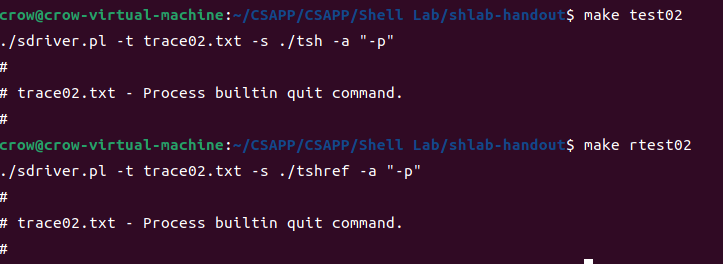 crow@crow-virtual-machine:~/CSAPP/CSAPP/Shell Lab/shlab-handout$ make test02
./sdriver.pl -t trace02.txt -s ./tsh -a "-p"
#
# trace02.txt - Process builtin quit command.
#
crow@crow-virtual-machine:~/CSAPP/CSAPP/Shell Lab/shlab-handout$ make rtest02
./sdriver.pl -t trace02.txt -s ./tshref -a "-p"
#
# trace02.txt - Process builtin quit command.
#